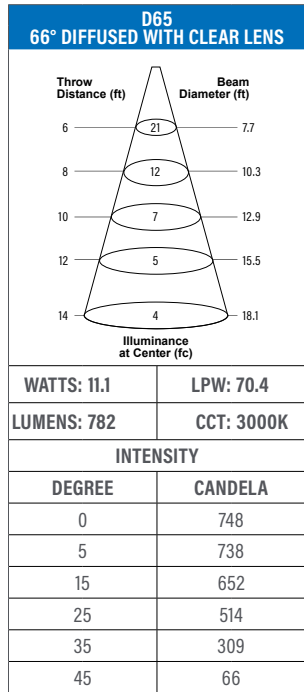 D65
66° DIFFUSED WITH CLEAR LENS
Throw Beam
Distance (ft) Diameter (ft)
6 21 7.7
8 12 10.3
10 7 12.9
12 5 15.5
14 4 18.1
Illuminance
at Center (fc)
WATTS: 11.1 LPW: 70.4
LUMENS: 782 CCT: 3000K
INTENSITY
DEGREE CANDELA
0 748
5 738
15 652
25 514
35 309
45 66